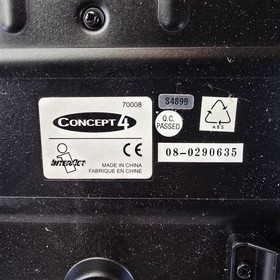 70008
CONCEPT 4
INTERACT
CE
MADE IN CHINA
FABRIQUE EN CHINE
S4899
Q.C.
PASSED
ABS
08-0290635